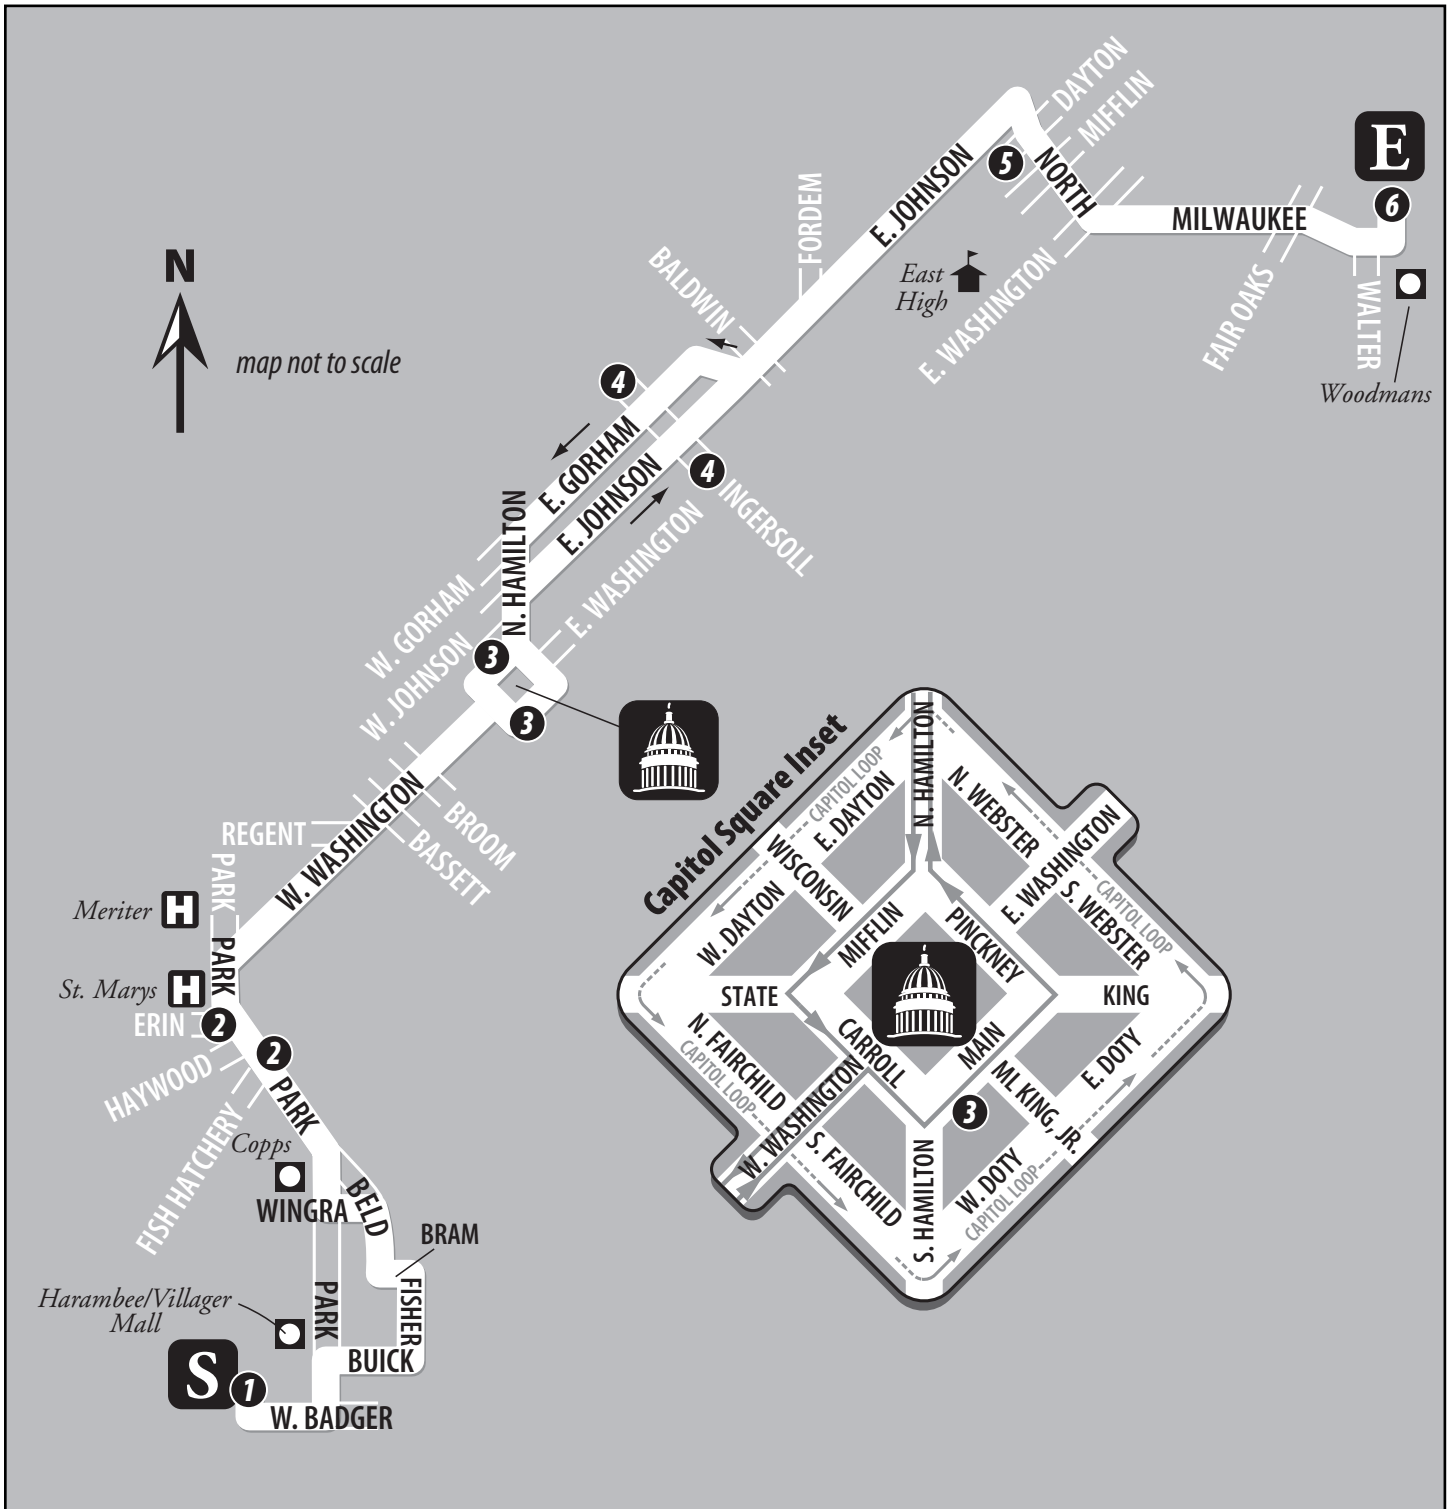 DAYTON
MIFFLIN
E
5
6
NORTH
E. JOHNSON
MILWAUKEE
FORDEM
BALDWIN
East
High
E. WASHINGTON
FAIR OAKS
WALTER
Woodmans
N
map not to scale
4
E. GORHAM
E. JOHNSON
4
INGERSOLL
N. HAMILTON
E. WASHINGTON
W. GORHAM
W. JOHNSON
3
3
BROOM
BASSETT
W. WASHINGTON
REGENT
PARK
Meriter H
PARK
St. Marys H
ERIN
2
2
HAYWOOD
PARK
FISH HATCHERY
Copps
WINGRA
BELD
BRAM
FISHER
PARK
Harambee/Villager
Mall
BUICK
S
1
W. BADGER
Capitol Square Inset
N. HAMILTON
CAPITOL LOOP
E. DAYTON
N. WEBSTER
WISCONSIN
E. WASHINGTON
W. DAYTON
MIFFLIN
PINCKNEY
S. WEBSTER
CAPITOL LOOP
STATE
KING
N. FAIRCHILD
CARROLL
MAIN
E. DOTY
CAPITOL LOOP
W. WASHINGTON
3
ML KING, JR.
S. FAIRCHILD
S. HAMILTON
W. DOTY
CAPITOL LOOP